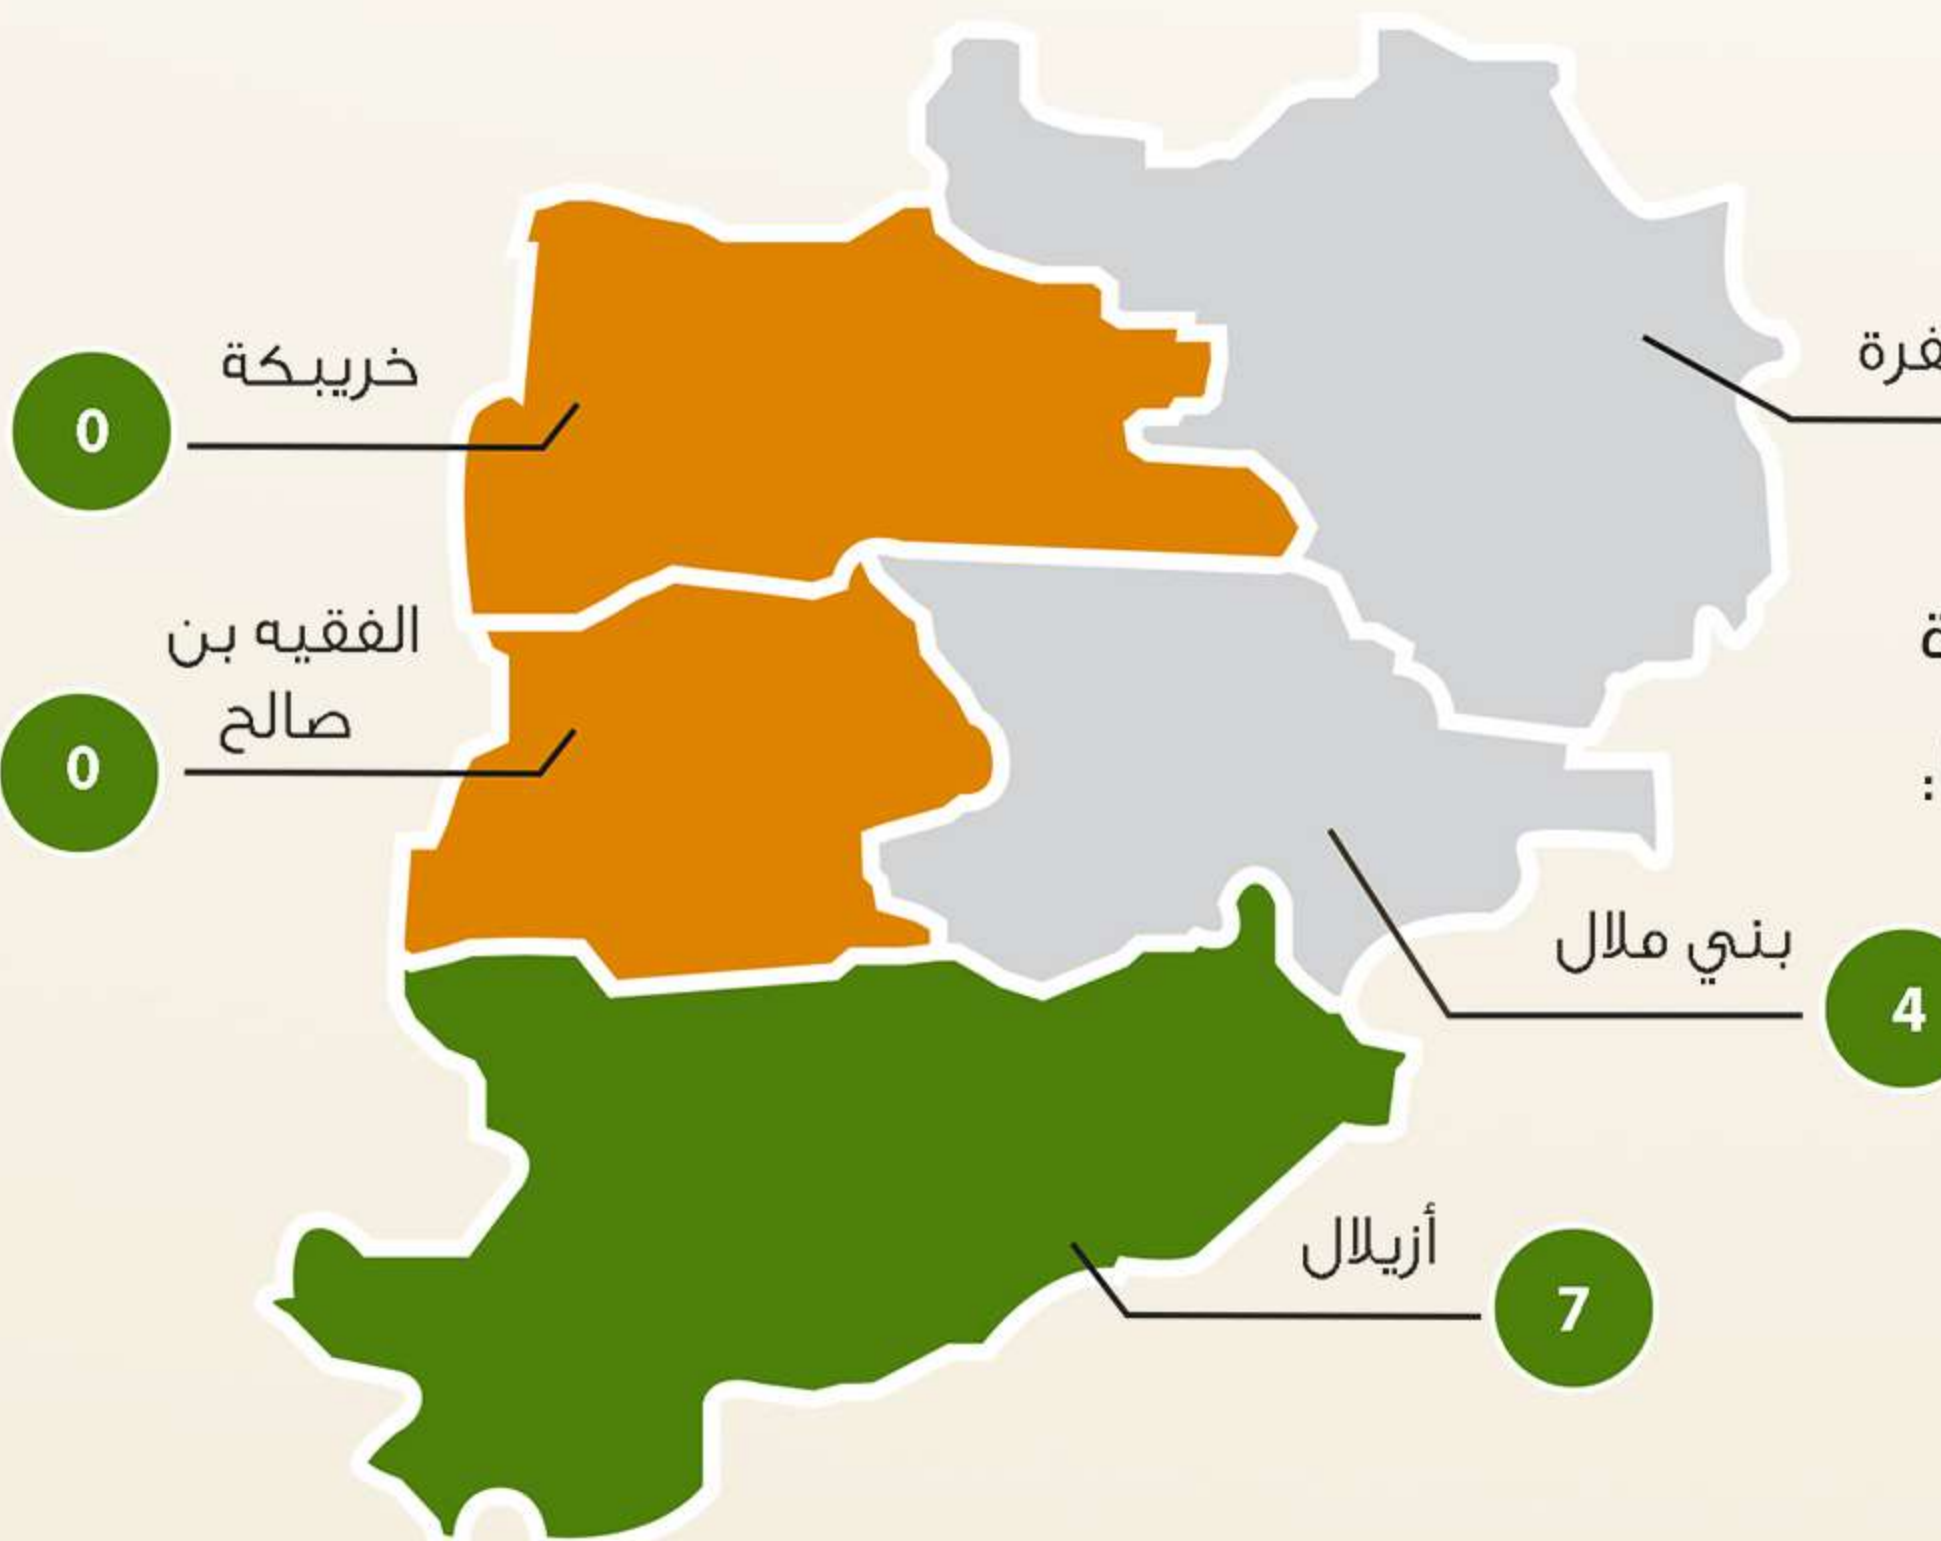 خريبكة
0
الفقيه بن
صالح
0
بني ملال
4
أزيلال
7